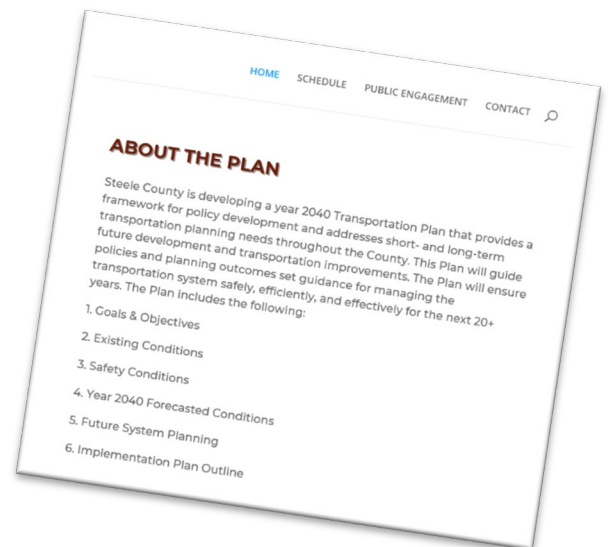 HOME SCHEDULE PUBLIC ENGAGEMENT CONTACT
ABOUT THE PLAN
Steele County is developing a year 2040 Transportation Plan that provides a
framework for policy development and addresses short- and long-term
transportation planning needs throughout the County. This Plan will guide
future development and transportation improvements. The Plan will ensure
policies and planning outcomes set guidance for managing the
transportation system safely, efficiently, and effectively for the next 20+
years. The Plan includes the following:
1. Goals & Objectives
2. Existing Conditions
3. Safety Conditions
4. Year 2040 Forecasted Conditions
5. Future System Planning
6. Implementation Plan Outline